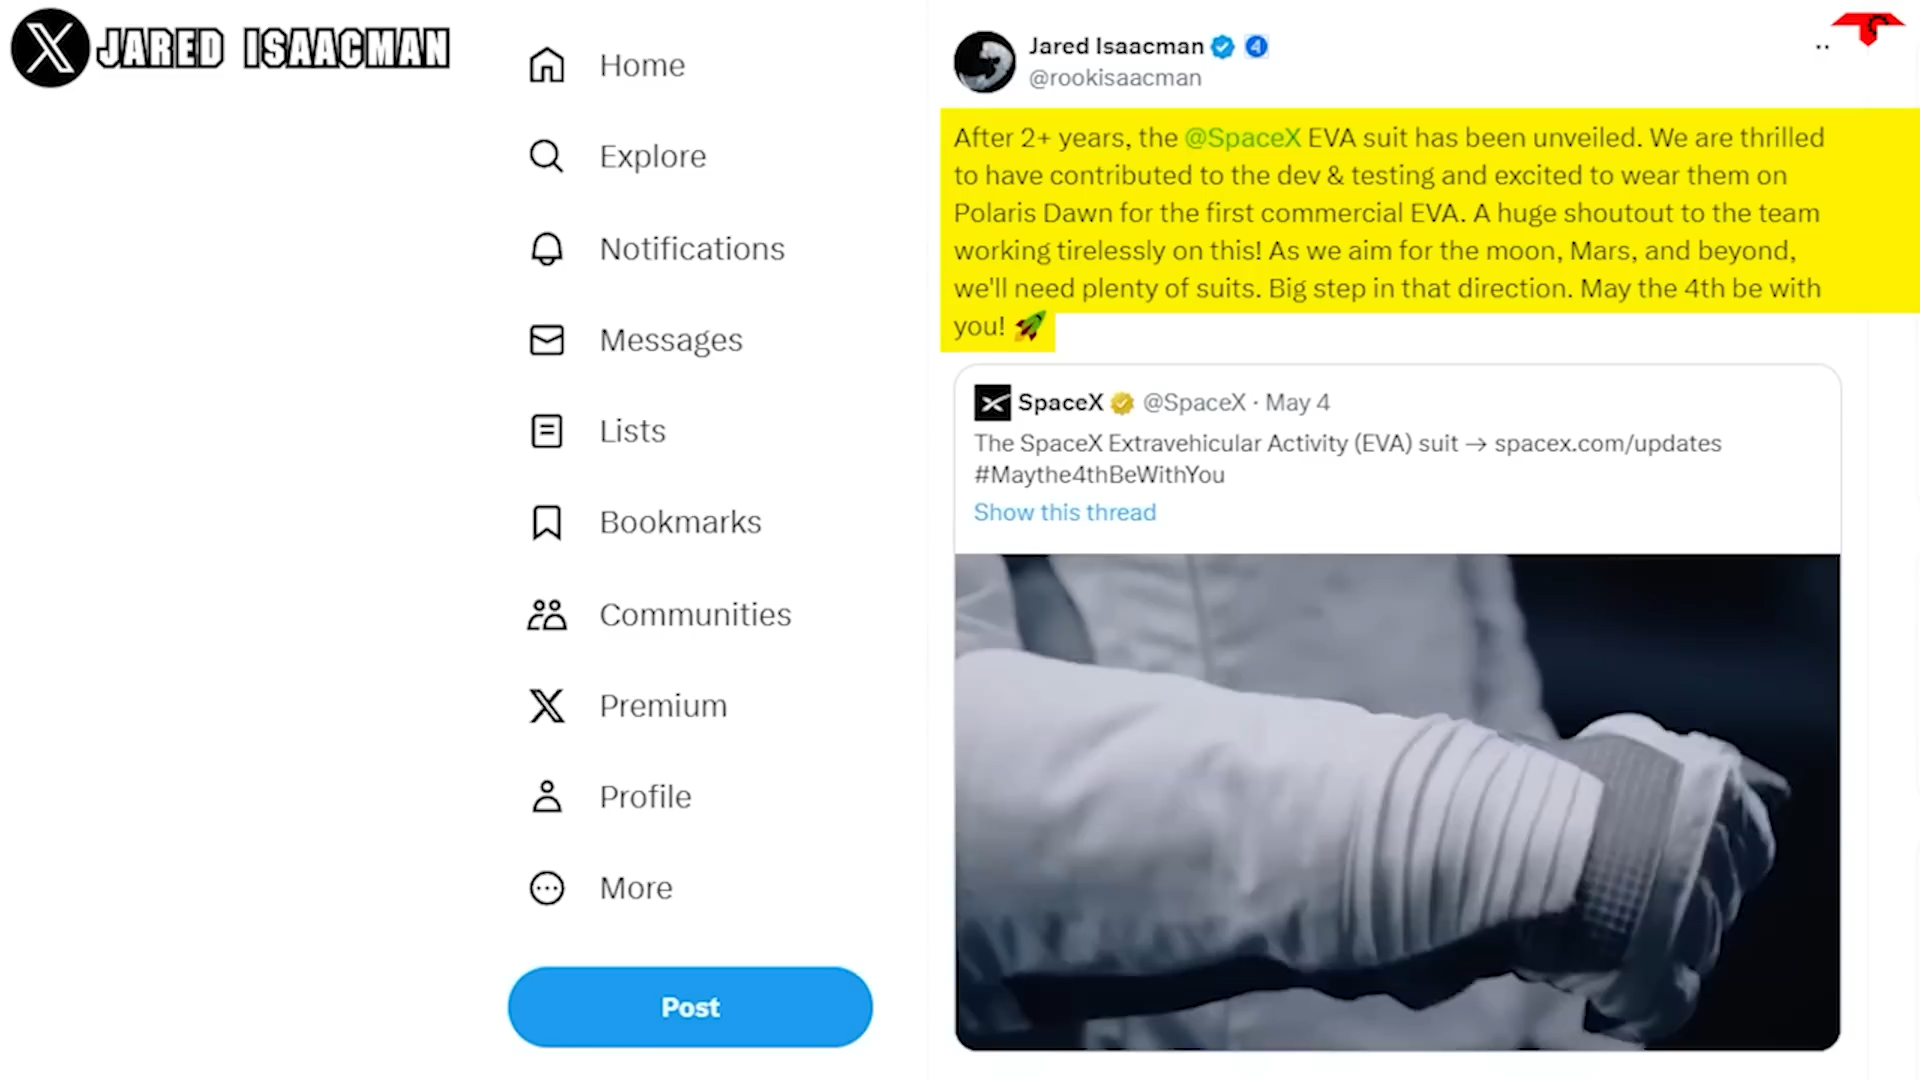 JARED ISAACMAN
Home
Explore
Notifications
Messages
Lists
Bookmarks
Communities
Premium
Profile
More
Post
Jared Isaacman
4
@rookisaacman
After 2+ years, the @SpaceX EVA suit has been unveiled. We are thrilled
to have contributed to the dev & testing and excited to wear them on
Polaris Dawn for the first commercial EVA. A huge shoutout to the team
working tirelessly on this! As we aim for the moon, Mars, and beyond,
we'll need plenty of suits. Big step in that direction. May the 4th be with
you! 🚀
SpaceX @SpaceX · May 4
The SpaceX Extravehicular Activity (EVA) suit → spacex.com/updates
#Maythe4thBeWithYou
Show this thread